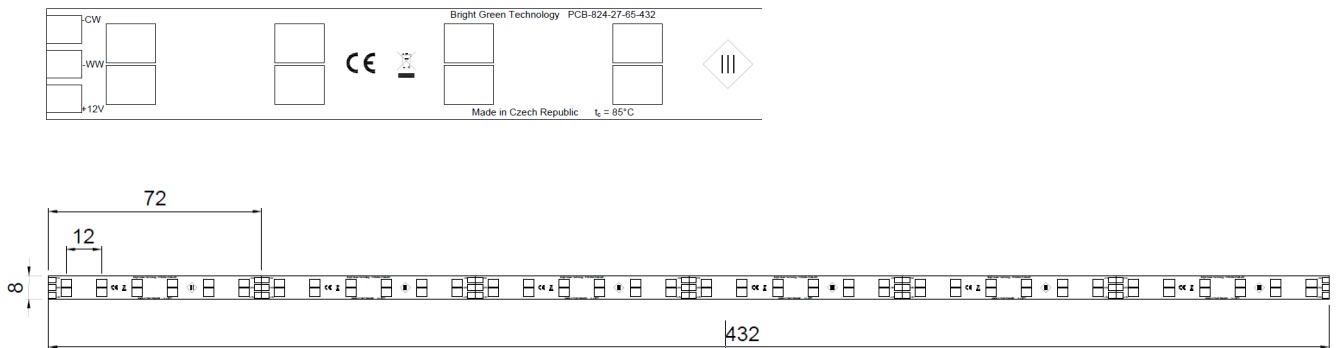 -CW
Bright Green Technology PCB-824-27-65-432
-WW
CE
+12V
Made in Czech Republic tc = 85°C
72
12
8
432